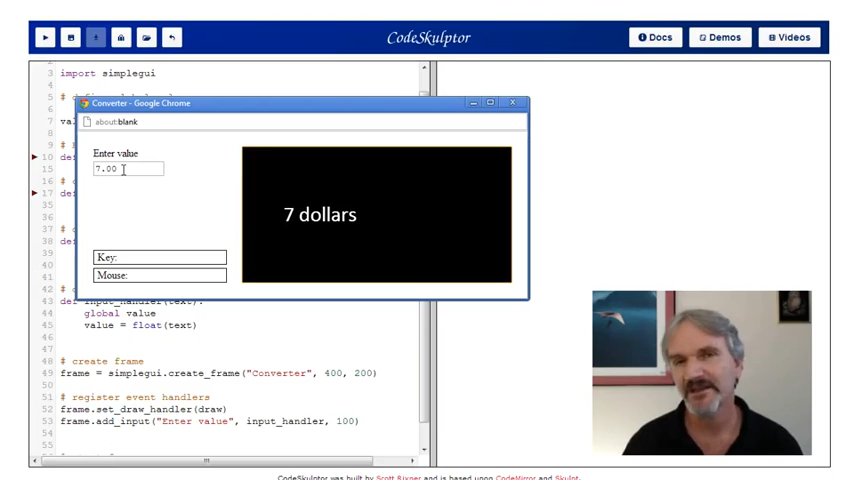 CodeSkulptor
Docs
Demos
Videos
3 import simplegui
4
5
Converter - Google Chrome
about:blank
7
8
9
10
15
16
17
35
36
37
38
39
40
41
Enter value
7.00
7 dollars
Key:
Mouse:
42
43 def input_handler(text):
44 global value
45 value = float(text)
46
47
48 # create frame
49 frame = simplegui.create_frame("Converter", 400, 200)
50
51 # register event handlers
52 frame.set_draw_handler(draw)
53 frame.add_input("Enter value", input_handler, 100)
54
55
CodeSkulptor was built by Scott Rixner and is based upon CodeMirror and Skulpt.